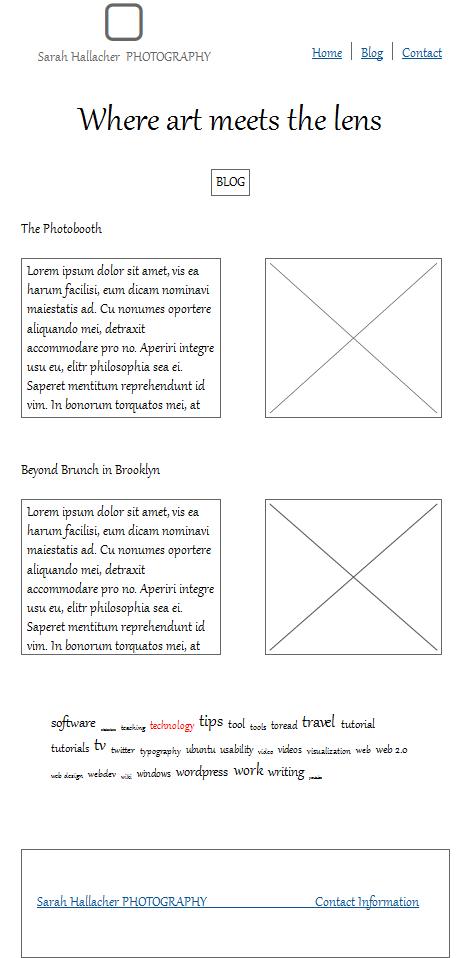 Sarah Hallacher PHOTOGRAPHY
Home Blog Contact
Where art meets the lens
BLOG
The Photobooth
Lorem ipsum dolor sit amet, vis ea
harum facilisi, eum dicam nominavi
maiestatis ad. Cu nonumes oportere
aliquando mei, detraxit
accommodare pro no. Aperiri integre
usu eu, elitr philosophia sea ei.
Saperet mentitum reprehendunt id
vim. In bonorum torquatos mei, at
Beyond Brunch in Brooklyn
Lorem ipsum dolor sit amet, vis ea
harum facilisi, eum dicam nominavi
maiestatis ad. Cu nonumes oportere
aliquando mei, detraxit
accommodare pro no. Aperiri integre
usu eu, elitr philosophia sea ei.
Saperet mentitum reprehendunt id
vim. In bonorum torquatos mei, at
software teaching technology tips tool tools toread travel tutorial
tutorials tv twitter typography ubuntu usability video videos visualization web web 2.0
web design webdev wiki windows wordpress work writing
Sarah Hallacher PHOTOGRAPHY Contact Information